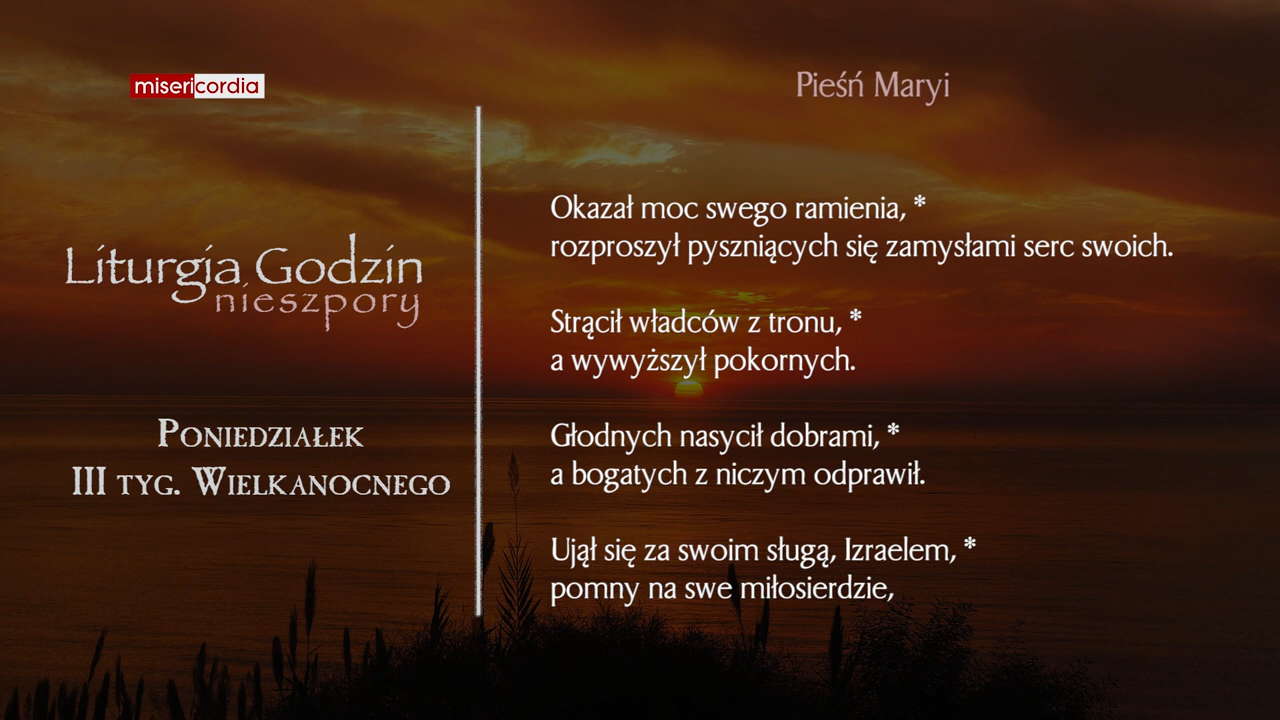 misericordia
Liturgia Godzin
nieszpory
Poniedziałek
III tyg. Wielkanocnego
Pieśń Maryi
Okazał moc swego ramienia, *
rozproszył pyszniących się zamysłami serc swoich.
Strącił władców z tronu, *
a wywyższył pokornych.
Głodnych nasycił dobrami, *
a bogatych z niczym odprawił.
Ujął się za swoim sługą, Izraelem, *
pomny na swe miłosierdzie,